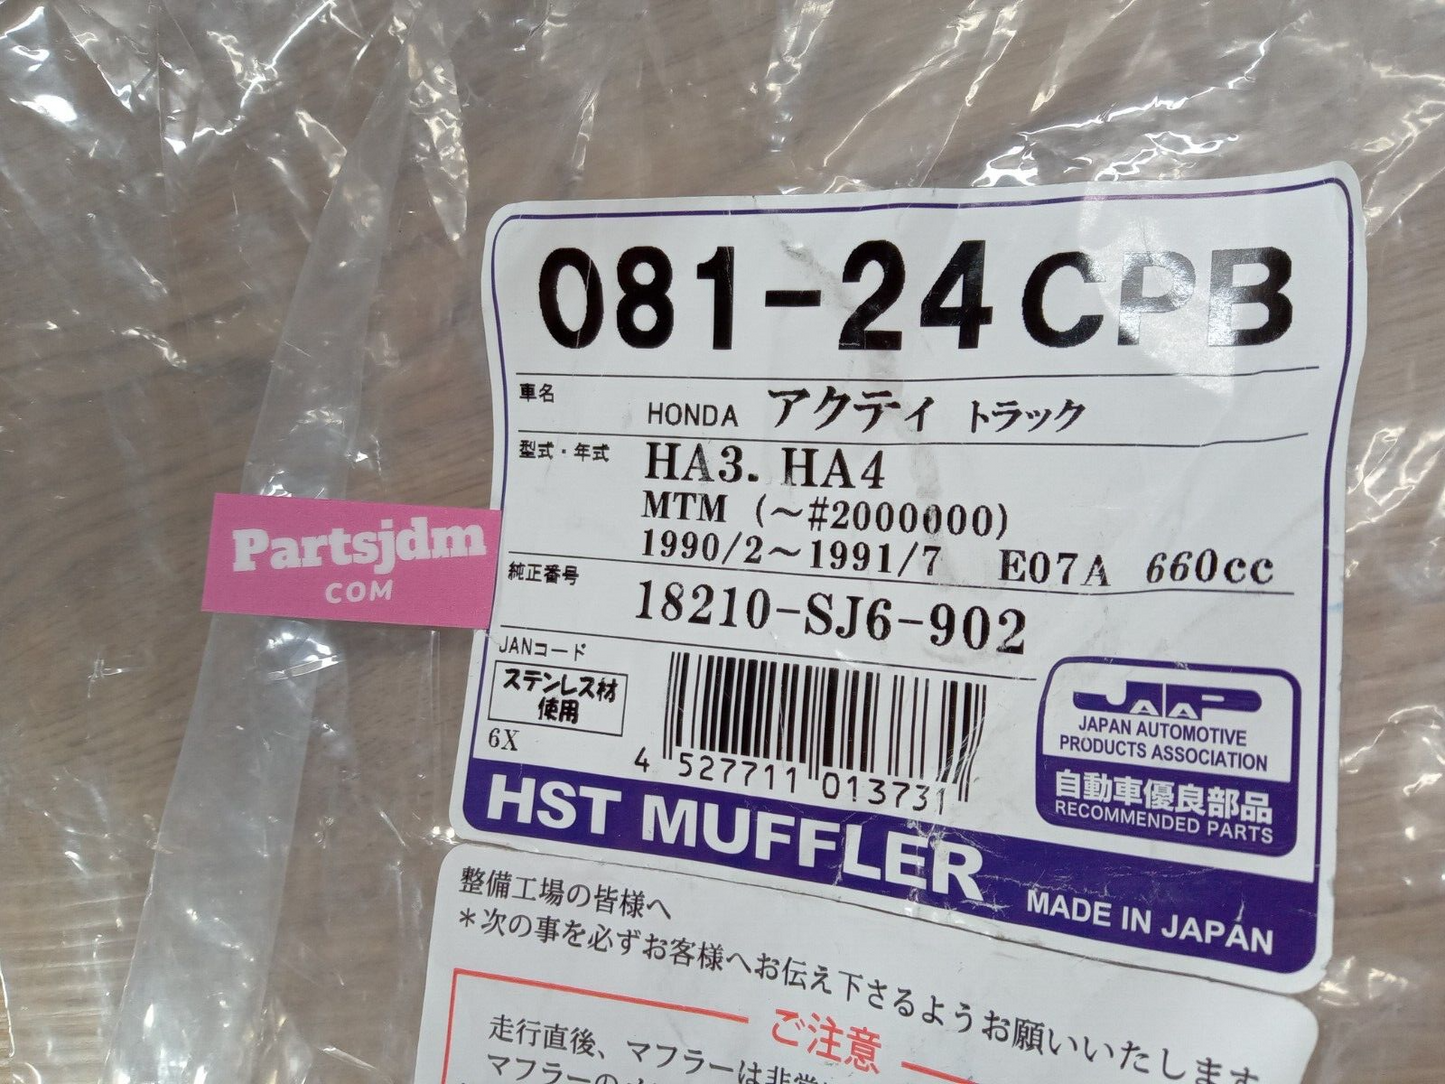 081-24CPB
車名 HONDA アクティ トラック
型式・年式 HA3. HA4
MTM (～#2000000)
1990/2～1991/7 E07A 660cc
純正番号 18210-SJ6-902
JANコード
ステンレス材
使用
6X
4 527711 013731
JAAP
JAPAN AUTOMOTIVE
PRODUCTS ASSOCIATION
自動車優良部品
RECOMMENDED PARTS
HST MUFFLER MADE IN JAPAN
Partsjdm
COM
整備工場の皆様へ
＊次の事を必ずお客様へお伝え下さるようお願いいたします
ご注意
走行直後、マフラーは非常
マフラーの